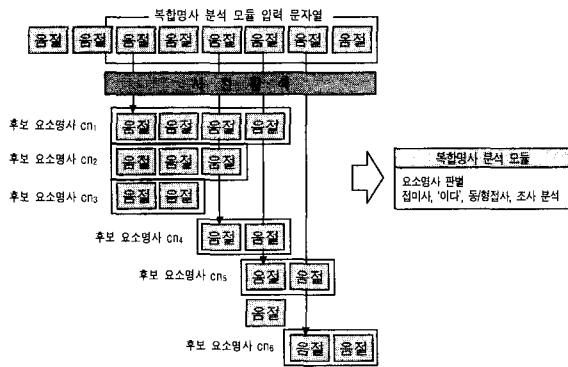 복합명사 분석 모듈 입력 문자열
음절 음절 음절 음절 음절 음절 음절 음절
사 전 탐 색
후보 요소명사 cn₁ 음절 음절 음절 음절
후보 요소명사 cn₂ 음절 음절 음절
후보 요소명사 cn₃ 음절 음절
후보 요소명사 cn₄ 음절 음절
후보 요소명사 cn₅ 음절 음절
음절
후보 요소명사 cn₆ 음절 음절
복합명사 분석 모듈
요소명사 판별
접미사, '이다', 동/형접사, 조사 분석